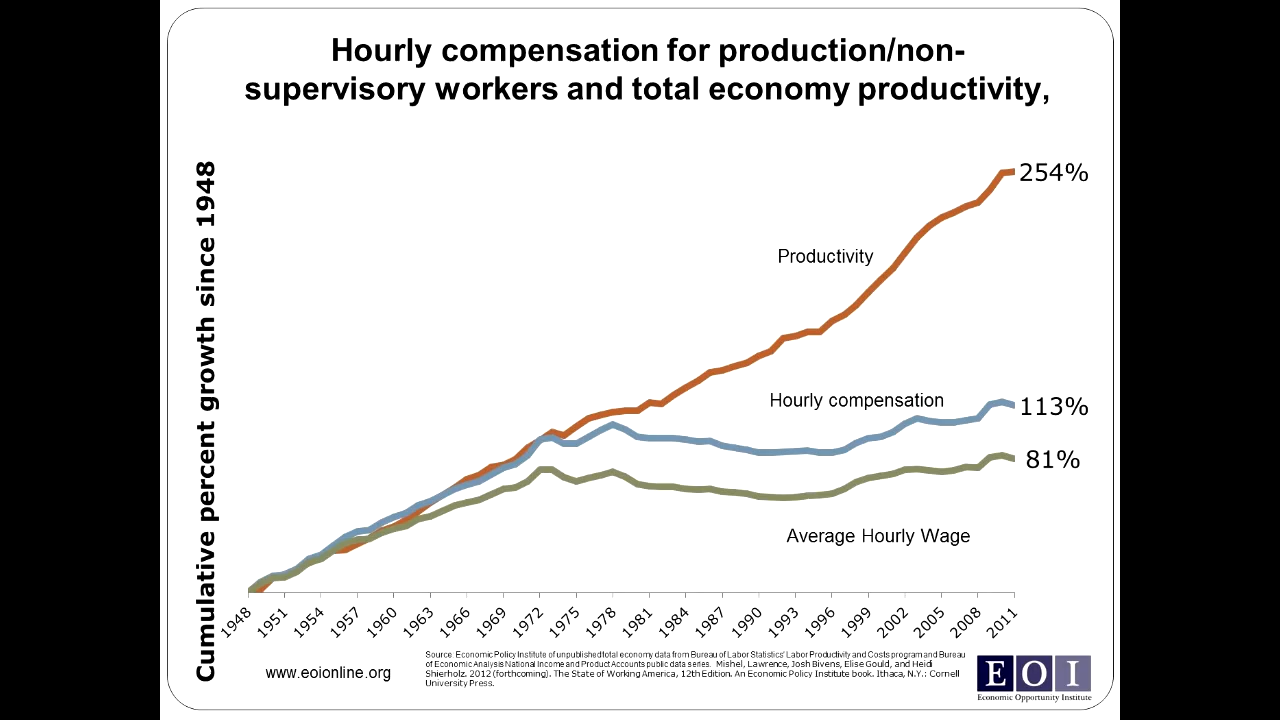 Hourly compensation for production/non-
supervisory workers and total economy productivity,
Cumulative percent growth since 1948
254%
Productivity
Hourly compensation
113%
81%
Average Hourly Wage
1948 1951 1954 1957 1960 1963 1966 1969 1972 1975 1978 1981 1984 1987 1990 1993 1996 1999 2002 2005 2008 2011
www.eoionline.org
Source: Economic Policy Institute of unpublished total economy data from Bureau of Labor Statistics' Labor Productivity and Costs program and Bureau
of Economic Analysis National Income and Product Accounts public data series. Mishel, Lawrence, Josh Bivens, Elise Gould, and Heidi
Shierholz. 2012 (forthcoming). The State of Working America, 12th Edition. An Economic Policy Institute book. Ithaca, N.Y.: Cornell
University Press.
EOI
Economic Opportunity Institute